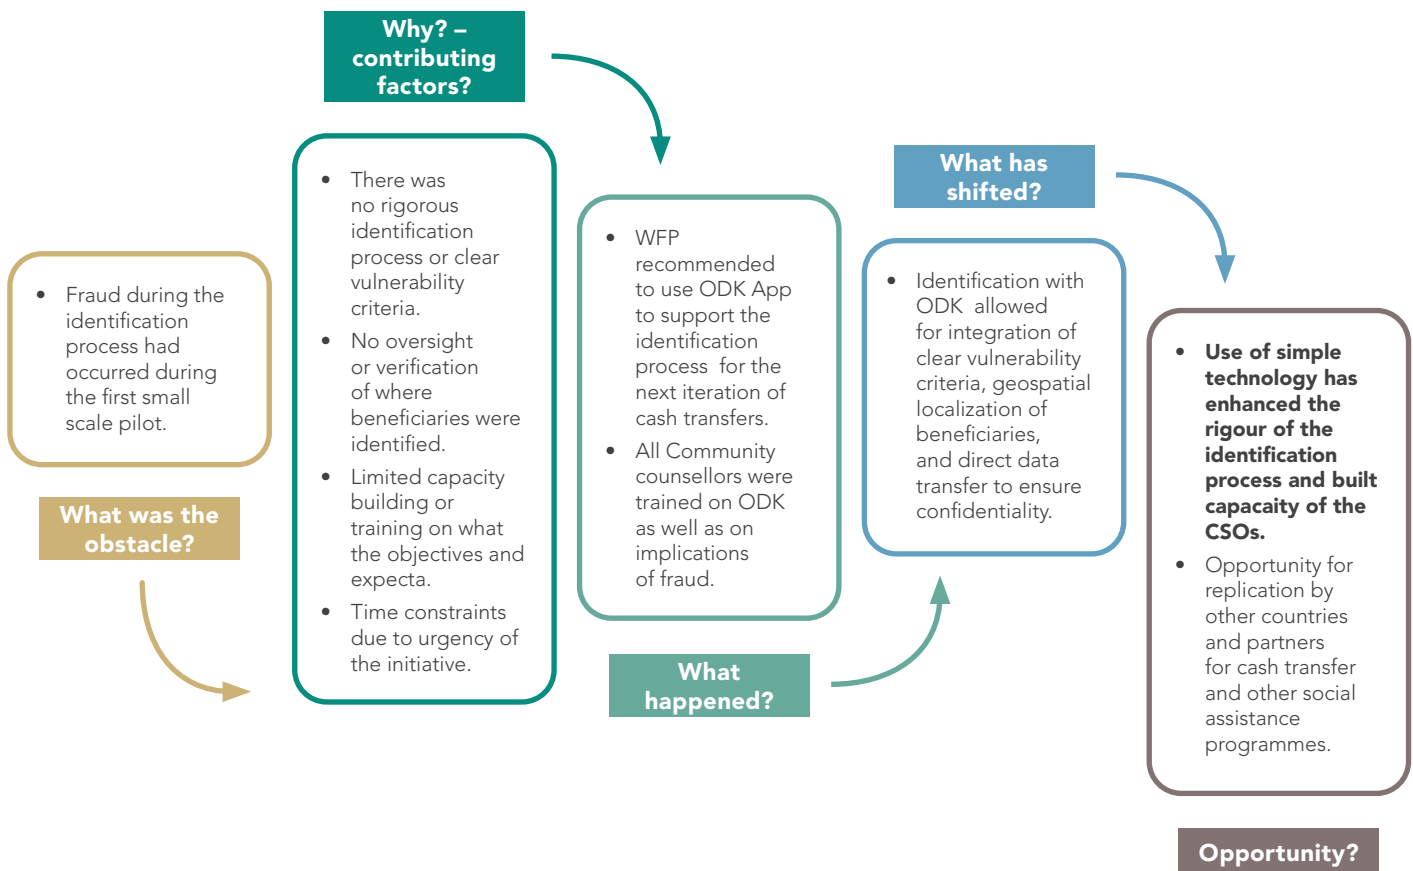 • Fraud during the
identification
process had
occurred during
the first small
scale pilot.
What was the
obstacle?
Why? –
contributing
factors?
• There was
no rigorous
identification
process or clear
vulnerability
criteria.
• No oversight
or verification
of where
beneficiaries were
identified.
• Limited capacity
building or
training on what
the objectives and
expecta.
• Time constraints
due to urgency of
the initiative.
• WFP
recommended
to use ODK App
to support the
identification
process for the
next iteration of
cash transfers.
• All Community
counsellors were
trained on ODK
as well as on
implications
of fraud.
What
happened?
What has
shifted?
• Identification with
ODK allowed
for integration of
clear vulnerability
criteria, geospatial
localization of
beneficiaries,
and direct data
transfer to ensure
confidentiality.
• Use of simple
technology has
enhanced the
rigour of the
identification
process and built
capacaity of the
CSOs.
• Opportunity for
replication by
other countries
and partners
for cash transfer
and other social
assistance
programmes.
Opportunity?